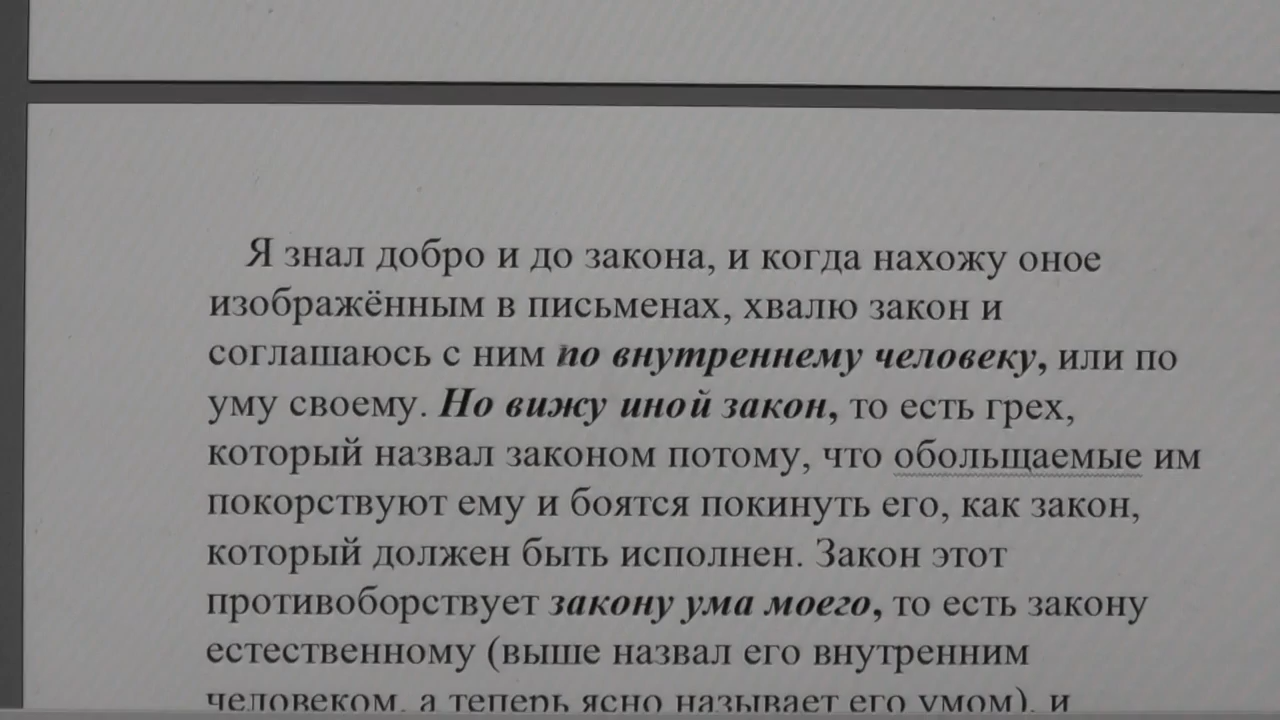 Я знал добро и до закона, и когда нахожу оное
изображённым в письменах, хвалю закон и
соглашаюсь с ним по внутреннему человеку, или по
уму своему. Но вижу иной закон, то есть грех,
который назвал законом потому, что обольщаемые им
покорствуют ему и боятся покинуть его, как закон,
который должен быть исполнен. Закон этот
противоборствует закону ума моего, то есть закону
естественному (выше назвал его внутренним
человеком, а теперь ясно называет его умом), и